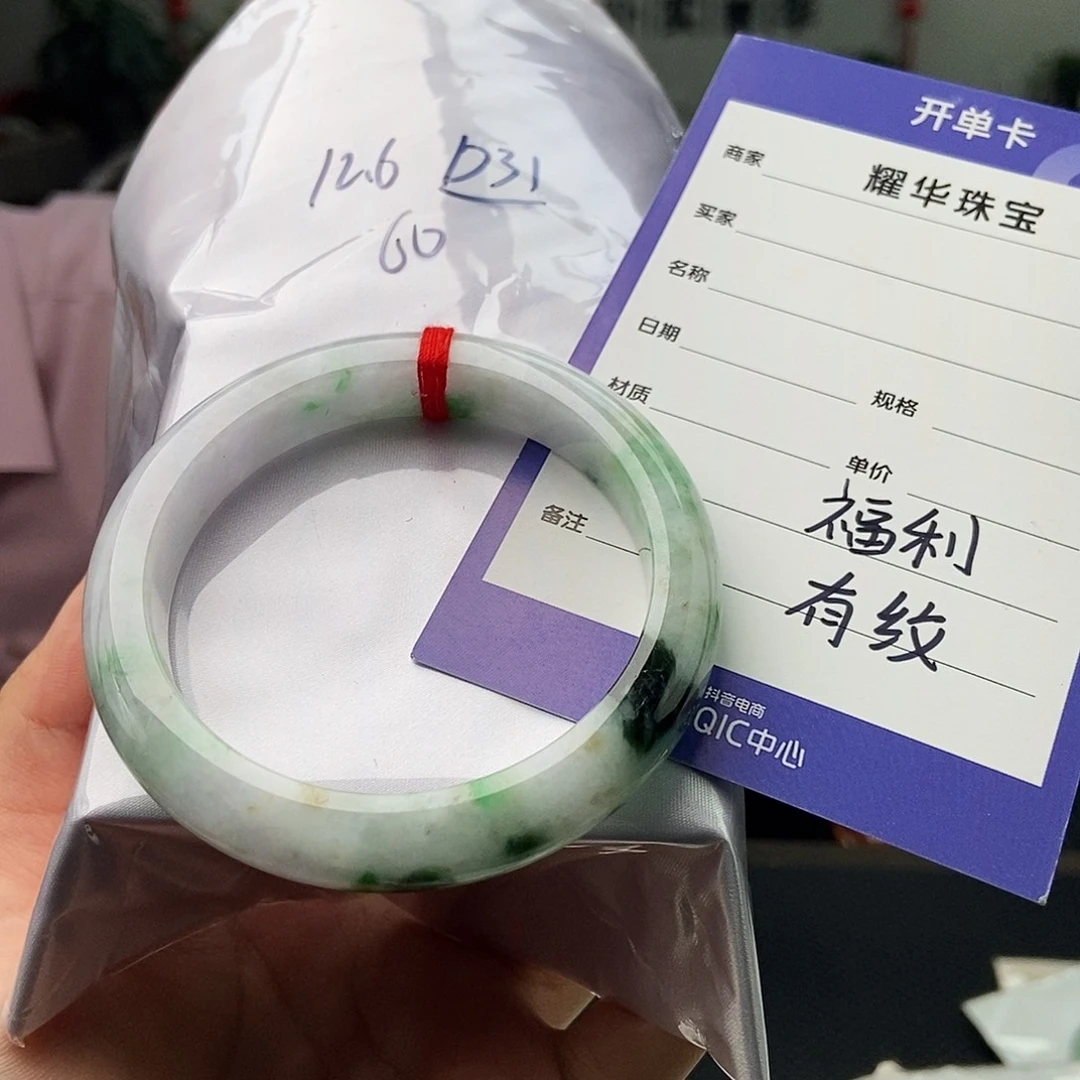 12.6 D31
60
开单卡
商家 耀华珠宝
买家
名称
日期
材质 规格
单价
福利
备注
有纹
抖音电商
QIC中心